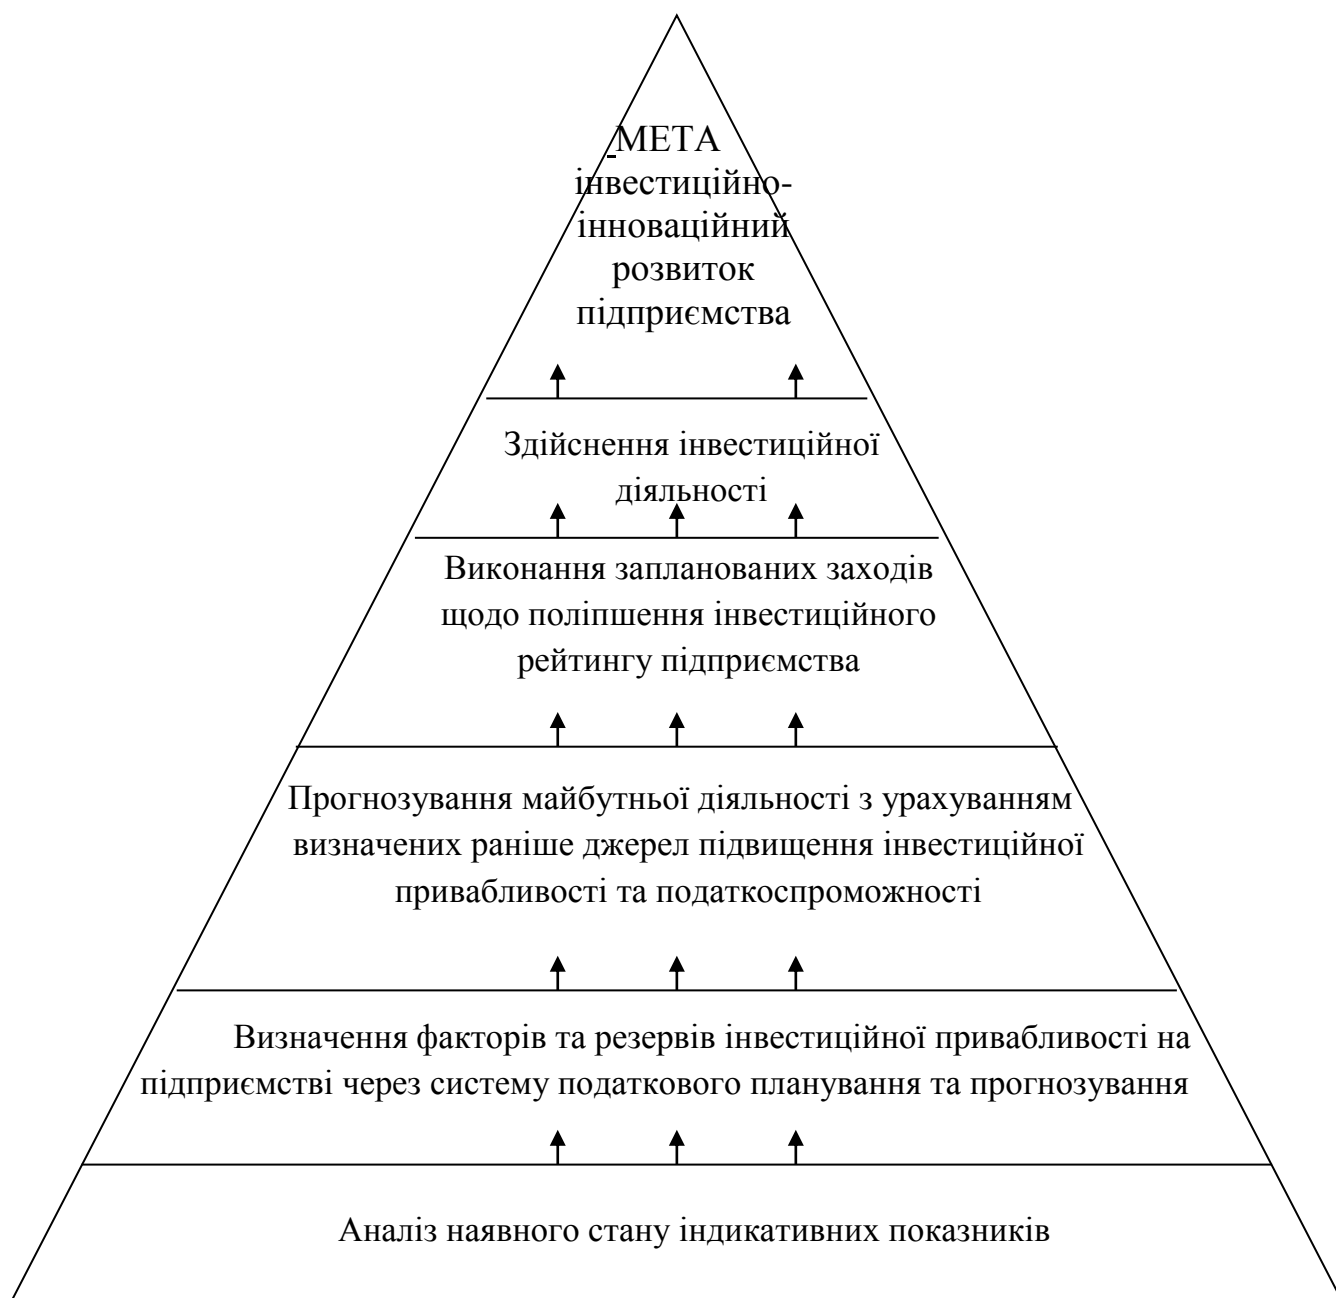 МЕТА
інвестиційно-
інноваційний
розвиток
підприємства
Здійснення інвестиційної
діяльності
Виконання запланованих заходів
щодо поліпшення інвестиційного
рейтингу підприємства
Прогнозування майбутньої діяльності з урахуванням
визначених раніше джерел підвищення інвестиційної
привабливості та податкоспроможності
Визначення факторів та резервів інвестиційної привабливості на
підприємстві через систему податкового планування та прогнозування
Аналіз наявного стану індикативних показників